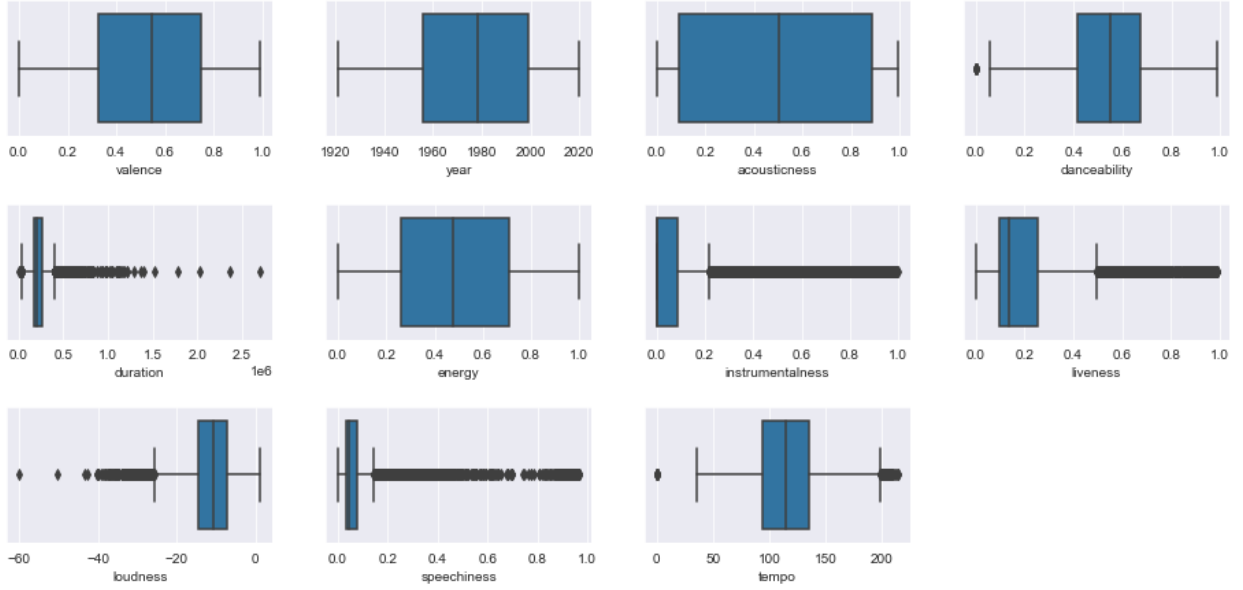 0.0 0.2 0.4 0.6 0.8 1.0
valence
1920 1940 1960 1980 2000 2020
year
0.0 0.2 0.4 0.6 0.8 1.0
acousticness
0.0 0.2 0.4 0.6 0.8 1.0
danceability
0.0 0.5 1.0 1.5 2.0 2.5
duration 1e6
0.0 0.2 0.4 0.6 0.8 1.0
energy
0.0 0.2 0.4 0.6 0.8 1.0
instrumentalness
0.0 0.2 0.4 0.6 0.8 1.0
liveness
−60 −40 −20 0
loudness
0.0 0.2 0.4 0.6 0.8 1.0
speechiness
0 50 100 150 200
tempo